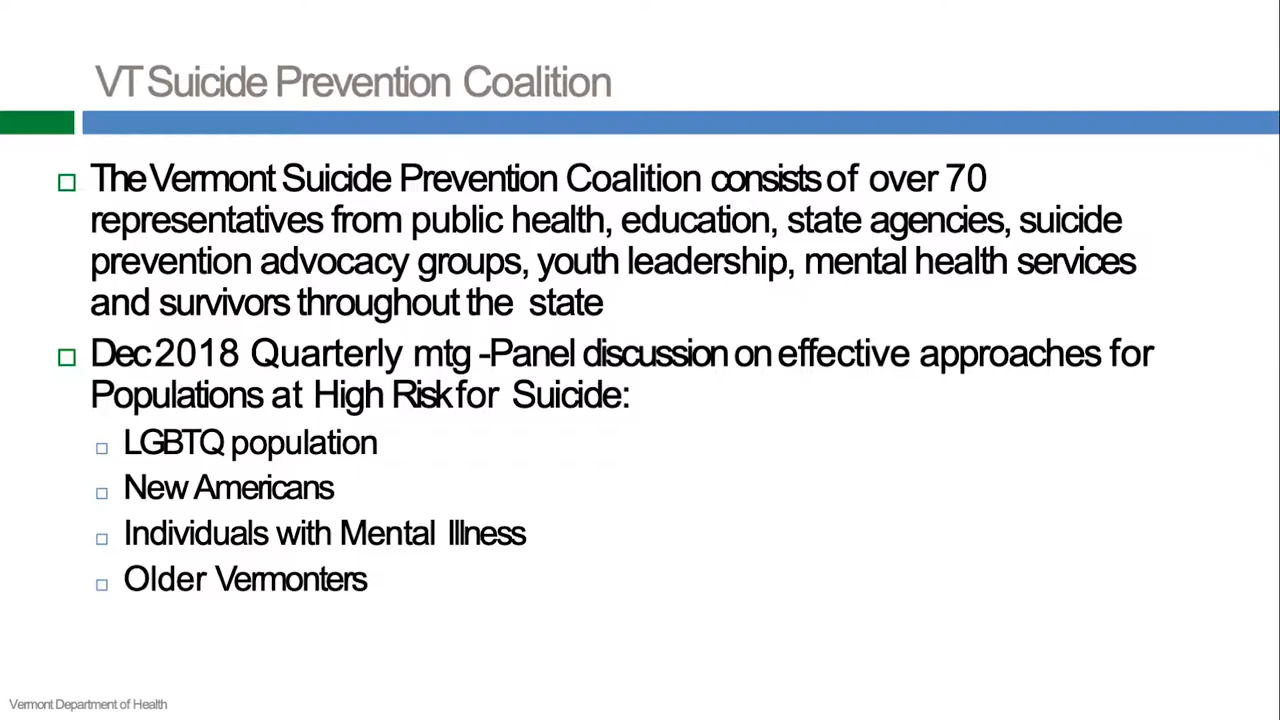 VT Suicide Prevention Coalition
The Vermont Suicide Prevention Coalition consists of over 70
representatives from public health, education, state agencies, suicide
prevention advocacy groups, youth leadership, mental health services
and survivors throughout the state
Dec 2018 Quarterly mtg -Panel discussion on effective approaches for
Populations at High Risk for Suicide:
LGBTQ population
New Americans
Individuals with Mental Illness
Older Vermonters
Vermont Department of Health